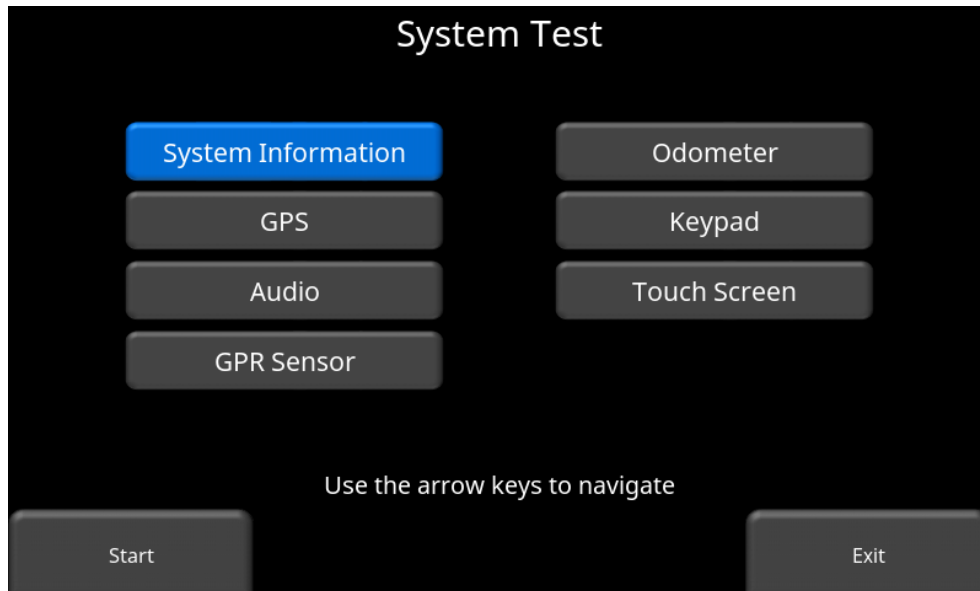 System Test
System Information
Odometer
GPS
Keypad
Audio
Touch Screen
GPR Sensor
Use the arrow keys to navigate
Start
Exit